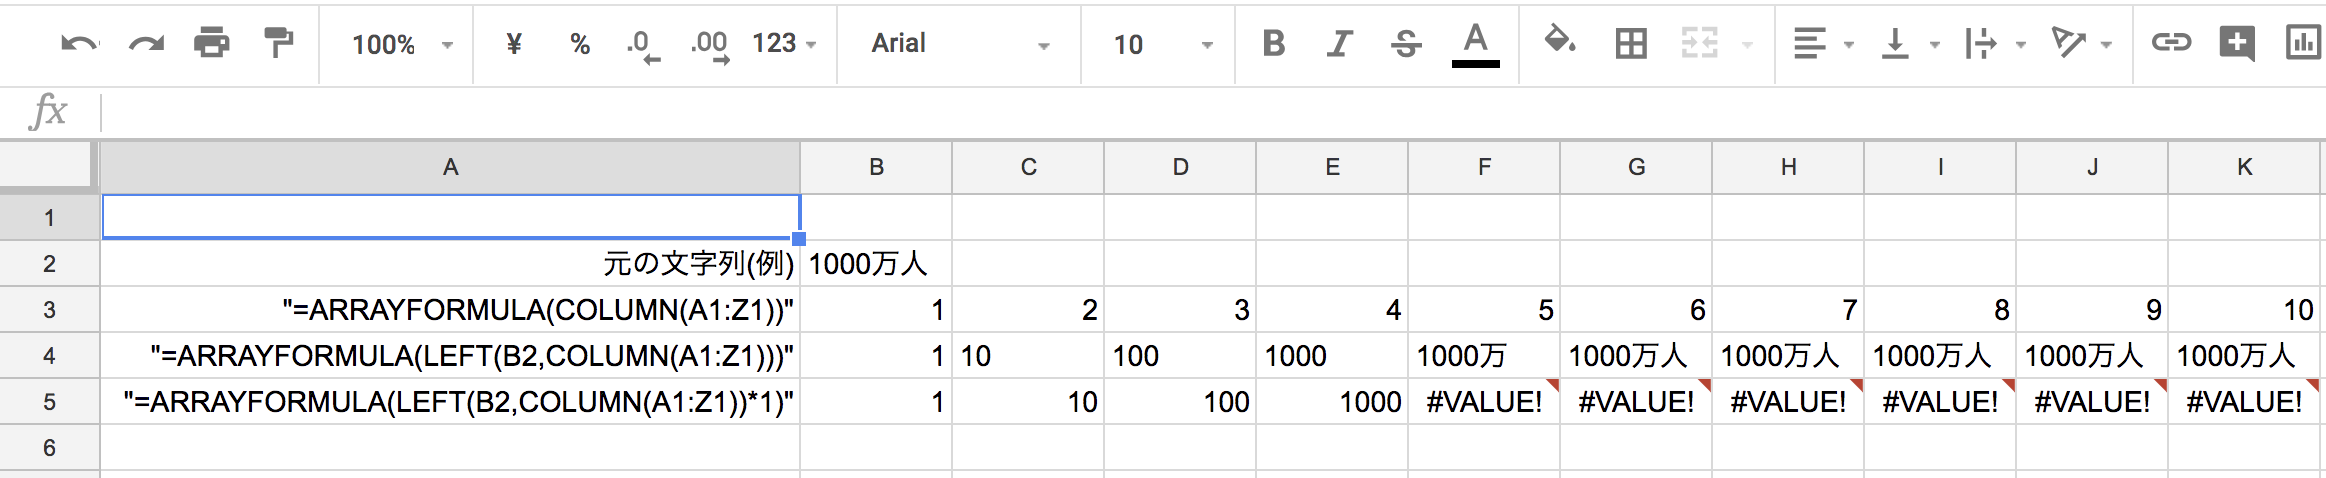 100% ¥ % .0 .00 123 Arial 10 B I S A
fx
A B C D E F G H I J K
1
2 元の文字列(例) 1000万人
3 "=ARRAYFORMULA(COLUMN(A1:Z1))" 1 2 3 4 5 6 7 8 9 10
4 "=ARRAYFORMULA(LEFT(B2,COLUMN(A1:Z1)))" 1 10 100 1000 1000万 1000万人 1000万人 1000万人 1000万人 1000万人
5 "=ARRAYFORMULA(LEFT(B2,COLUMN(A1:Z1))*1)" 1 10 100 1000 #VALUE! #VALUE! #VALUE! #VALUE! #VALUE! #VALUE!
6